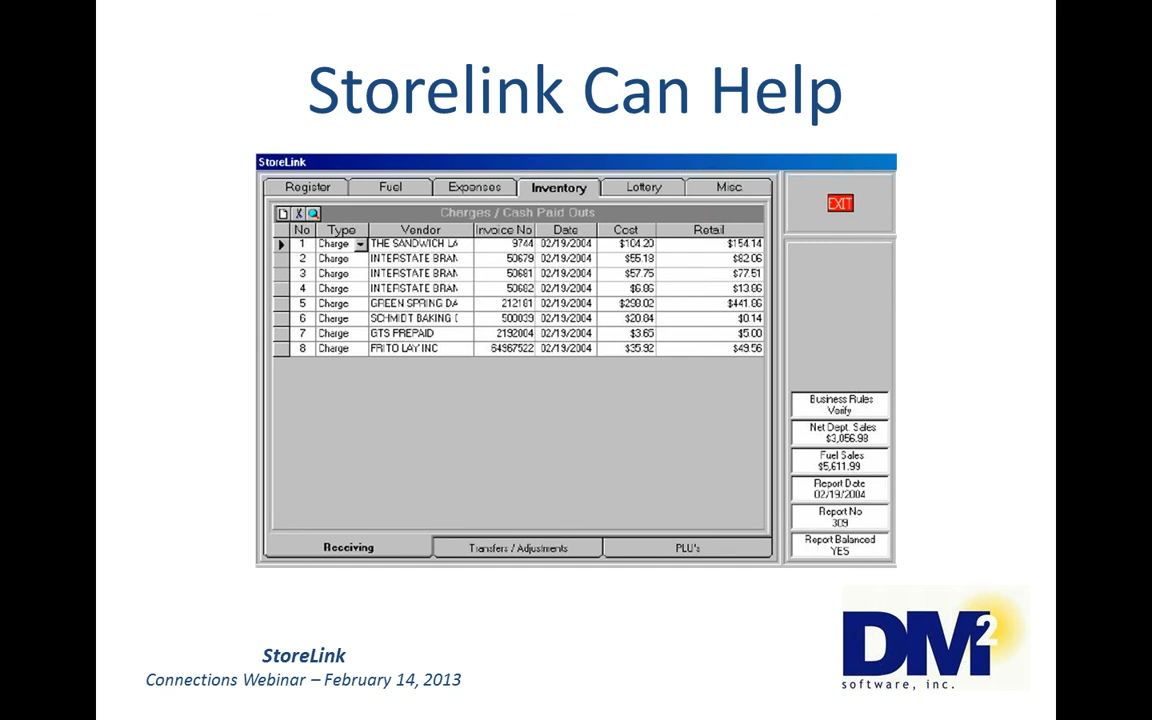 Storelink Can Help
StoreLink
Register Fuel Expenses Inventory Lottery Misc.
EXIT
Charges / Cash Paid Outs
No Type Vendor Invoice No Date Cost Retail
1 Charge THE SANDWICH LA 9744 02/19/2004 $104.20 $154.14
2 Charge INTERSTATE BRAN 50679 02/19/2004 $55.18 $82.06
3 Charge INTERSTATE BRAN 50681 02/19/2004 $57.75 $77.51
4 Charge INTERSTATE BRAN 50682 02/19/2004 $6.86 $13.86
5 Charge GREEN SPRING DA 212181 02/19/2004 $298.02 $441.86
6 Charge SCHMIDT BAKING 500039 02/19/2004 $20.84 $0.14
7 Charge GTS PREPAID 2192004 02/19/2004 $3.65 $5.00
8 Charge FRITO LAY INC 64967522 02/19/2004 $35.92 $49.56
Business Rules
Verify
Net Dept. Sales
$3,056.98
Fuel Sales
$5,611.99
Report Date
02/19/2004
Report No
309
Report Balanced
YES
Receiving Transfers / Adjustments PLU's
StoreLink
Connections Webinar – February 14, 2013
DM2
software, inc.